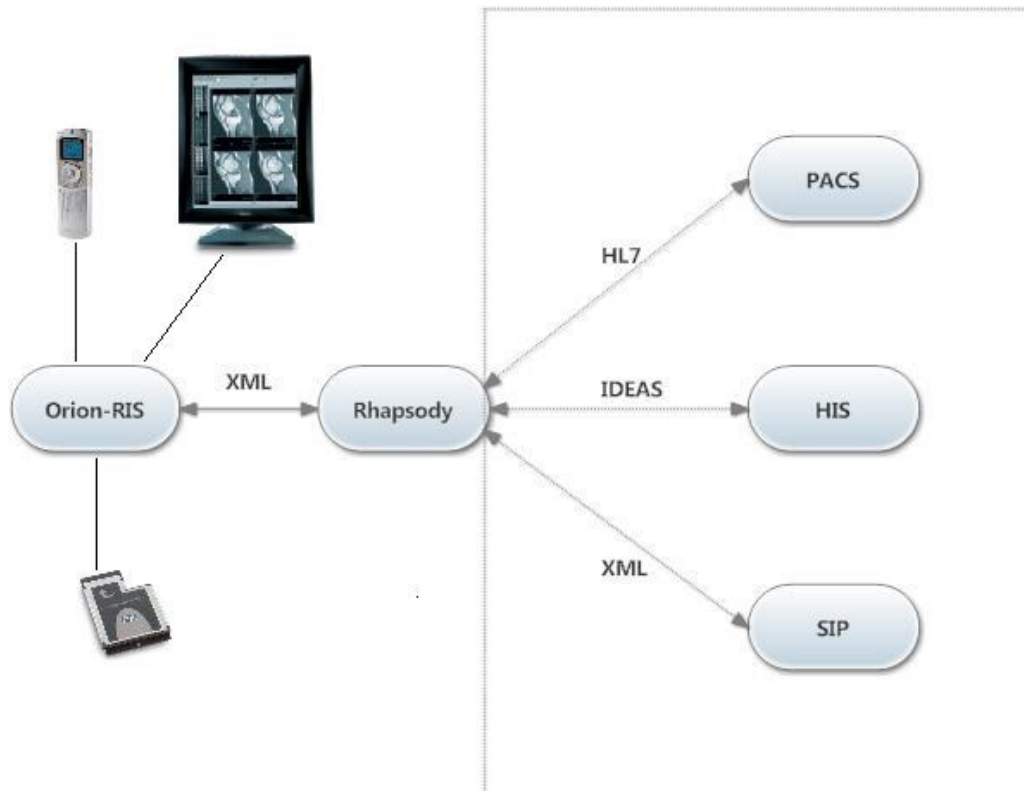 PACS
HL7
XML
IDEAS
Orion-RIS
Rhapsody
HIS
XML
SIP